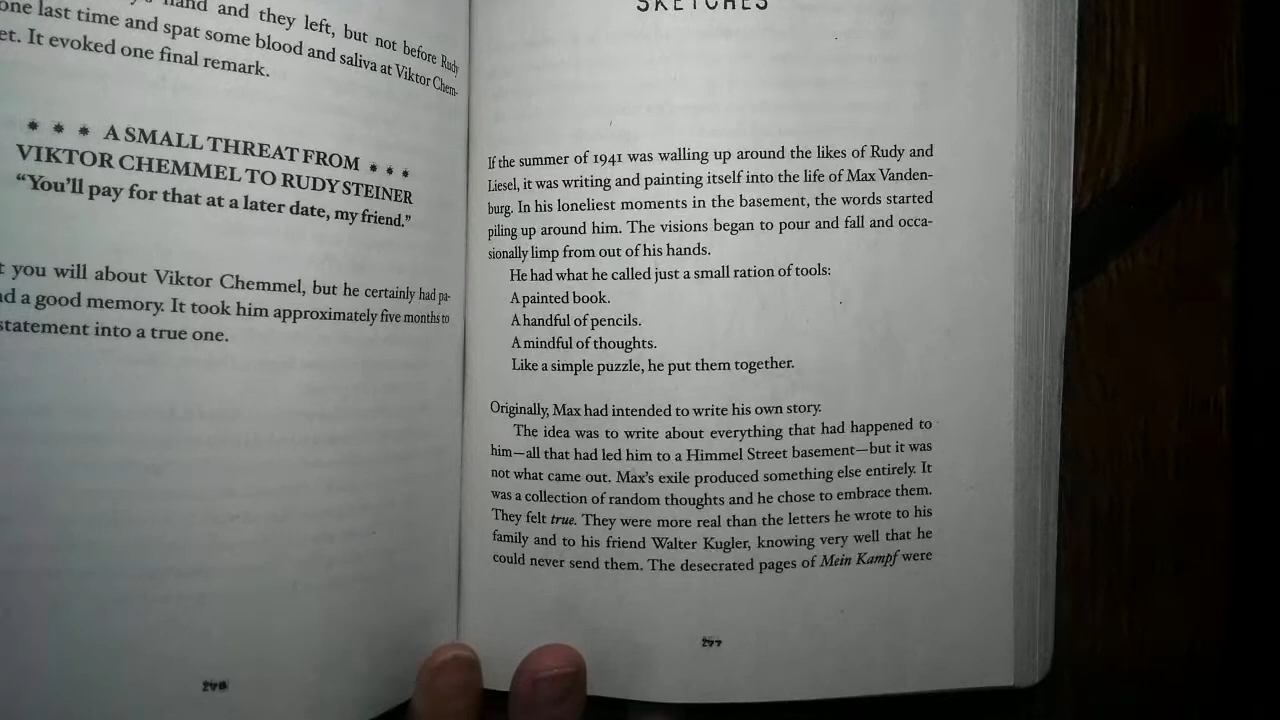 hand and they left, but not before Rudy
one last time and spat some blood and saliva at Viktor Chem-
et. It evoked one final remark.
* * * A SMALL THREAT FROM * * *
VIKTOR CHEMMEL TO RUDY STEINER
“You’ll pay for that at a later date, my friend.”
t you will about Viktor Chemmel, but he certainly had pa-
d a good memory. It took him approximately five months to
statement into a true one.
SKETCHES
If the summer of 1941 was walling up around the likes of Rudy and
Liesel, it was writing and painting itself into the life of Max Vanden-
burg. In his loneliest moments in the basement, the words started
piling up around him. The visions began to pour and fall and occa-
sionally limp from out of his hands.
He had what he called just a small ration of tools:
A painted book.
A handful of pencils.
A mindful of thoughts.
Like a simple puzzle, he put them together.
Originally, Max had intended to write his own story.
The idea was to write about everything that had happened to
him—all that had led him to a Himmel Street basement—but it was
not what came out. Max’s exile produced something else entirely. It
was a collection of random thoughts and he chose to embrace them.
They felt true. They were more real than the letters he wrote to his
family and to his friend Walter Kugler, knowing very well that he
could never send them. The desecrated pages of Mein Kampf were
277